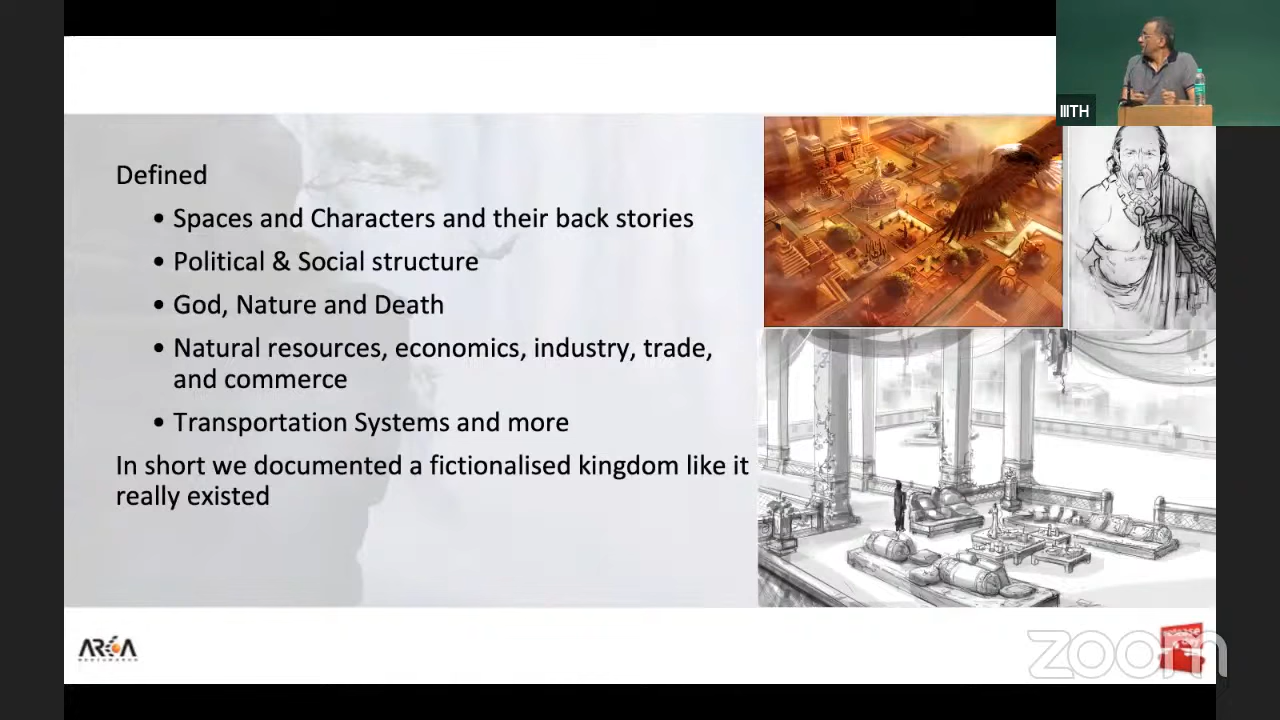 IIITH
Defined
• Spaces and Characters and their back stories
• Political & Social structure
• God, Nature and Death
• Natural resources, economics, industry, trade,
and commerce
• Transportation Systems and more
In short we documented a fictionalised kingdom like it
really existed
ARCA
zoom